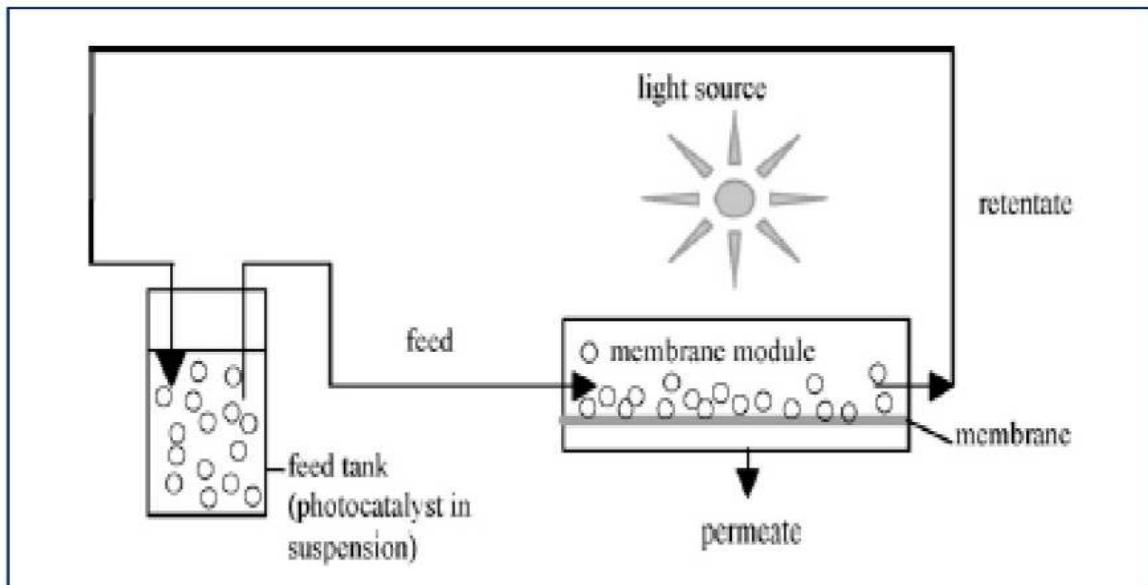 light source
retentate
feed
membrane module
membrane
feed tank
(photocatalyst in
suspension)
permeate